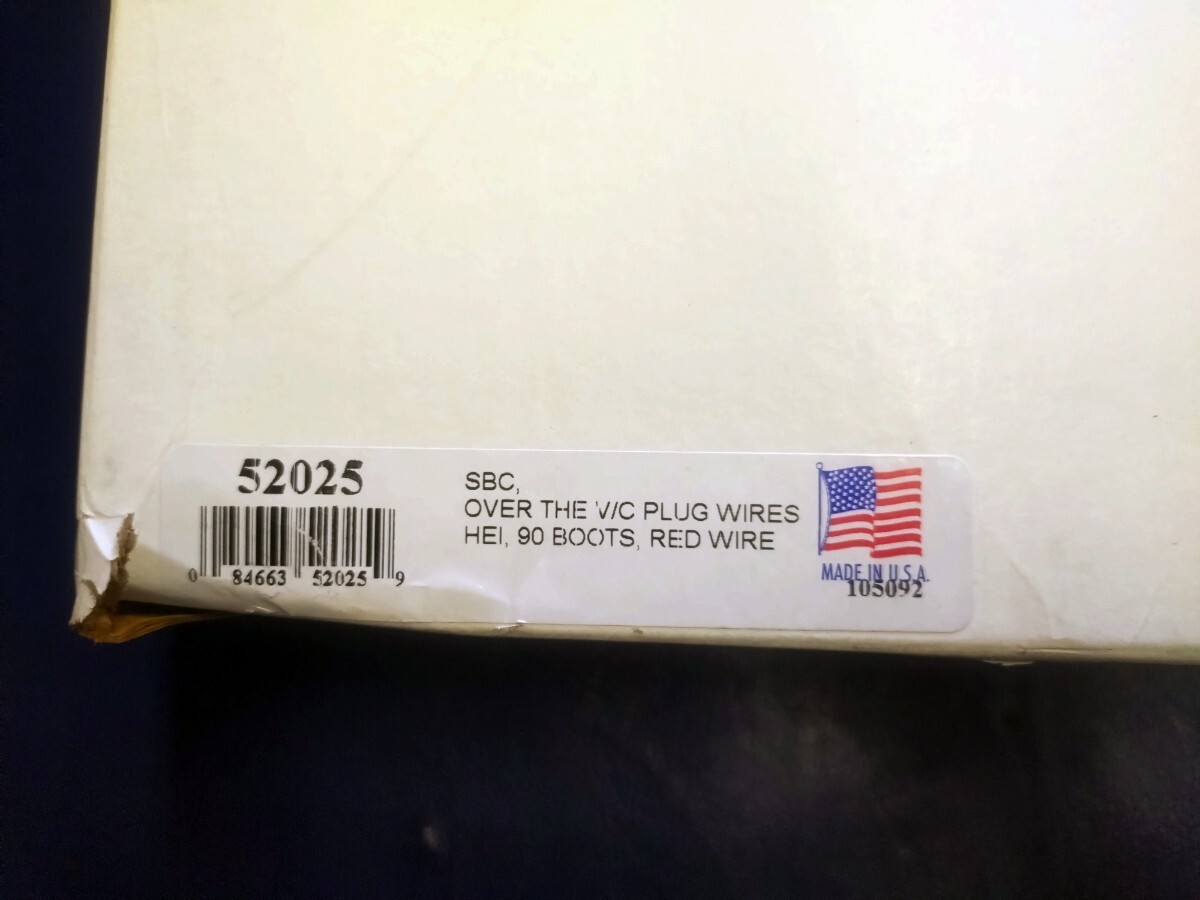 52025
0 84663 52025 9
SBC,
OVER THE V/C PLUG WIRES
HEI, 90 BOOTS, RED WIRE
MADE IN U.S.A.
105092